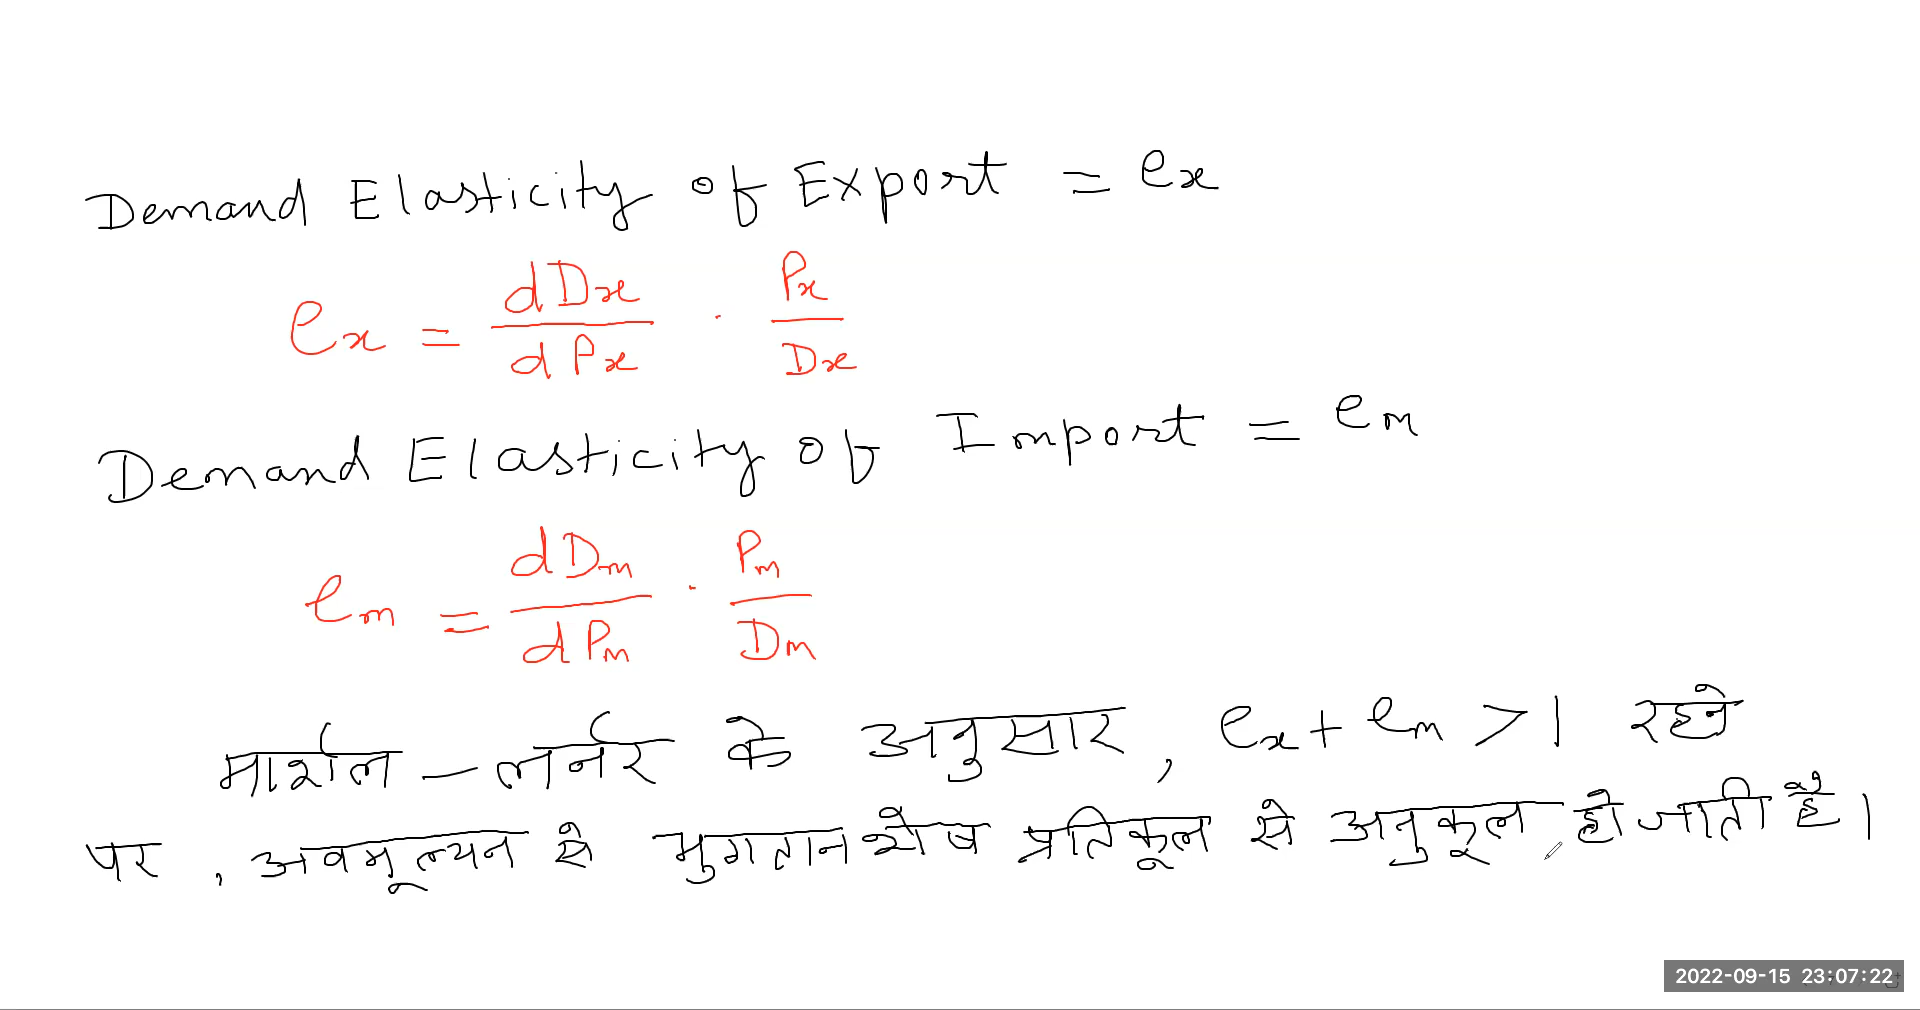 Demand Elasticity of Export = ex
ex = dDx/dPx . Px/Dx
Demand Elasticity of Import = em
em = dDm/dPm . Pm/Dm
मार्शल – लर्नर के अनुसार, ex + em > 1 रहने
पर, अवमूल्यन से भुगतान शेष प्रतिकूल से अनुकूल हो जाती है।
2022-09-15 23:07:22